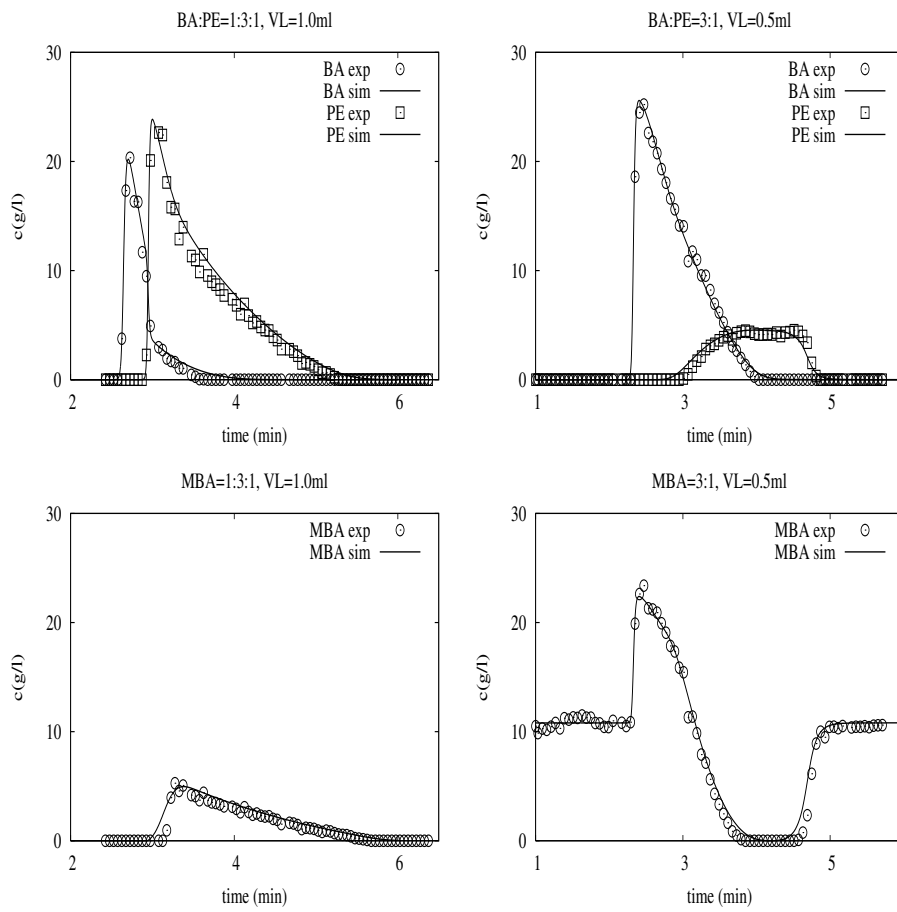 BA:PE=1:3:1, VL=1.0ml
30
20
10
0
c(g/l)
2 4 6
time (min)
BA exp
BA sim
PE exp
PE sim
BA:PE=3:1, VL=0.5ml
30
20
10
0
c(g/l)
1 3 5
time (min)
BA exp
BA sim
PE exp
PE sim
MBA=1:3:1, VL=1.0ml
30
20
10
0
c(g/l)
2 4 6
time (min)
MBA exp
MBA sim
MBA=3:1, VL=0.5ml
30
20
10
0
c(g/l)
1 3 5
time (min)
MBA exp
MBA sim